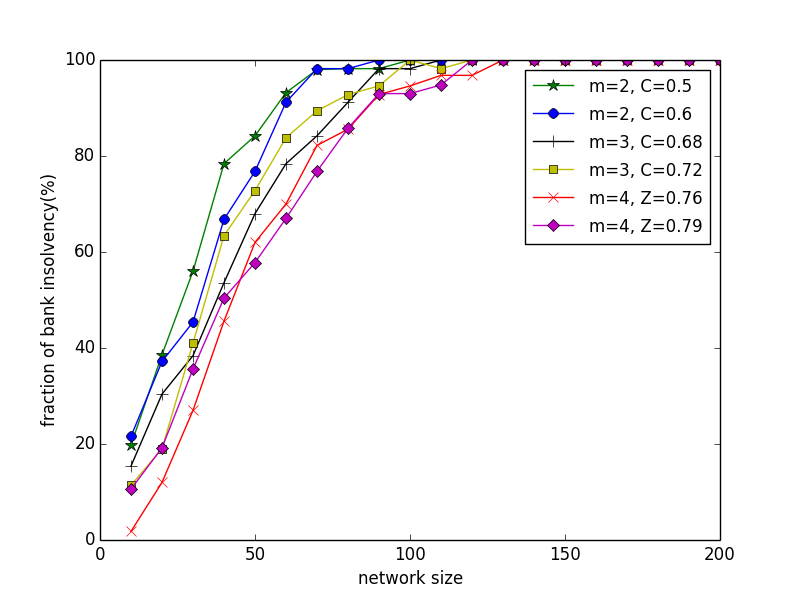 100
80
60
40
20
0
fraction of bank insolvency(%)
m=2, C=0.5
m=2, C=0.6
m=3, C=0.68
m=3, C=0.72
m=4, Z=0.76
m=4, Z=0.79
0 50 100 150 200
network size